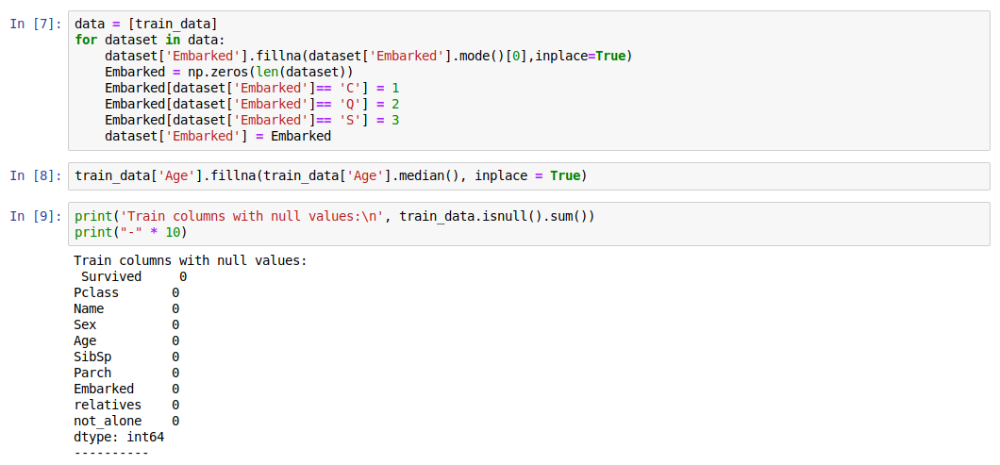 In [7]: data = [train_data]
for dataset in data:
    dataset['Embarked'].fillna(dataset['Embarked'].mode()[0],inplace=True)
    Embarked = np.zeros(len(dataset))
    Embarked[dataset['Embarked']== 'C'] = 1
    Embarked[dataset['Embarked']== 'Q'] = 2
    Embarked[dataset['Embarked']== 'S'] = 3
    dataset['Embarked'] = Embarked
In [8]: train_data['Age'].fillna(train_data['Age'].median(), inplace = True)
In [9]: print('Train columns with null values:\n', train_data.isnull().sum())
print("-" * 10)
Train columns with null values:
 Survived     0
Pclass       0
Name         0
Sex          0
Age          0
SibSp        0
Parch        0
Embarked     0
relatives    0
not_alone    0
dtype: int64
----------